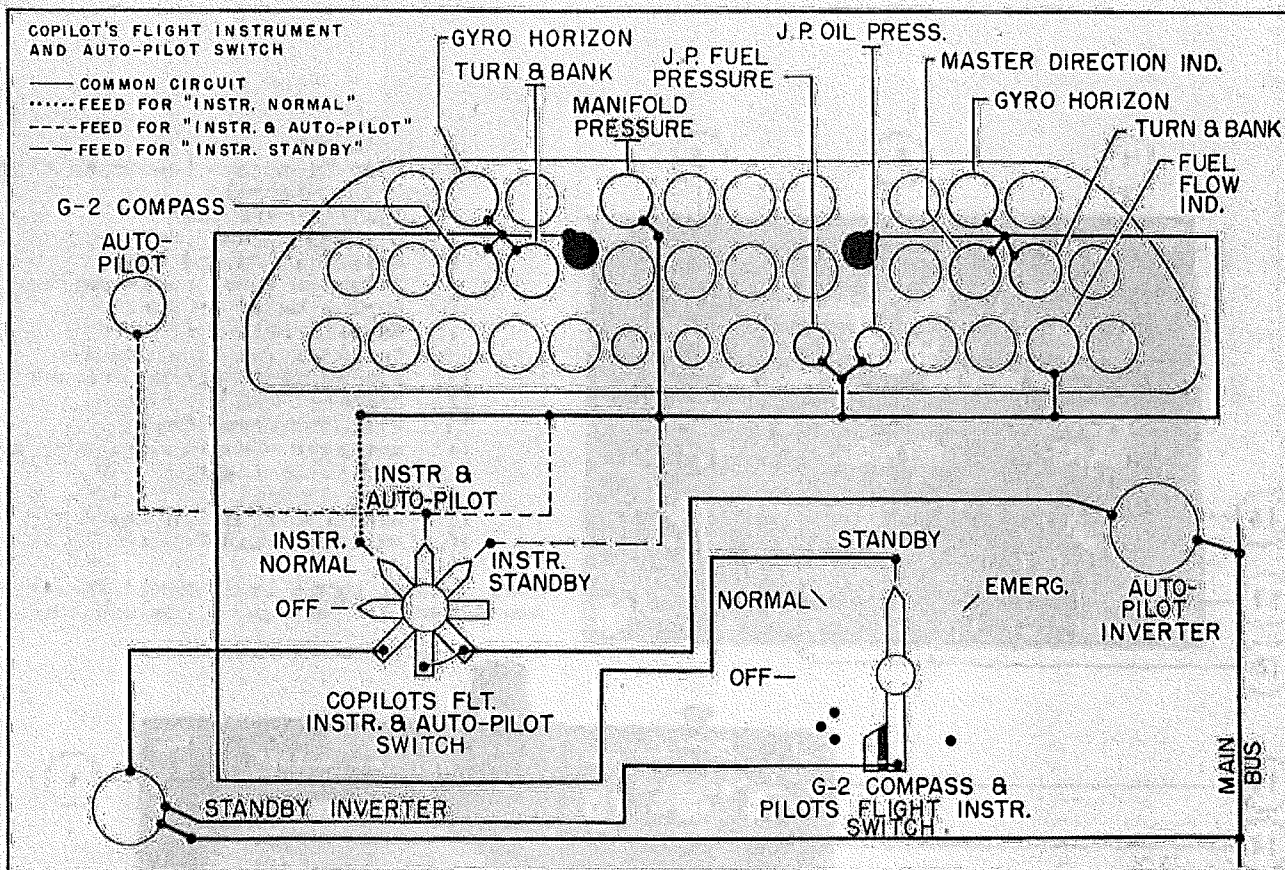 COPILOT'S FLIGHT INSTRUMENT
AND AUTO-PILOT SWITCH
COMMON CIRCUIT
FEED FOR "INSTR. NORMAL"
FEED FOR "INSTR. & AUTO-PILOT"
FEED FOR "INSTR. STANDBY"
GYRO HORIZON
TURN & BANK
MANIFOLD
PRESSURE
J.P. FUEL
PRESSURE
J.P. OIL PRESS.
MASTER DIRECTION IND.
GYRO HORIZON
TURN & BANK
FUEL
FLOW
IND.
G-2 COMPASS
AUTO-
PILOT
INSTR &
AUTO-PILOT
INSTR.
NORMAL
INSTR.
STANDBY
OFF
COPILOTS FLT.
INSTR. & AUTO-PILOT
SWITCH
STANDBY
NORMAL
EMERG.
OFF
AUTO-
PILOT
INVERTER
G-2 COMPASS &
PILOTS FLIGHT INSTR.
SWITCH
MAIN
BUS
STANDBY INVERTER